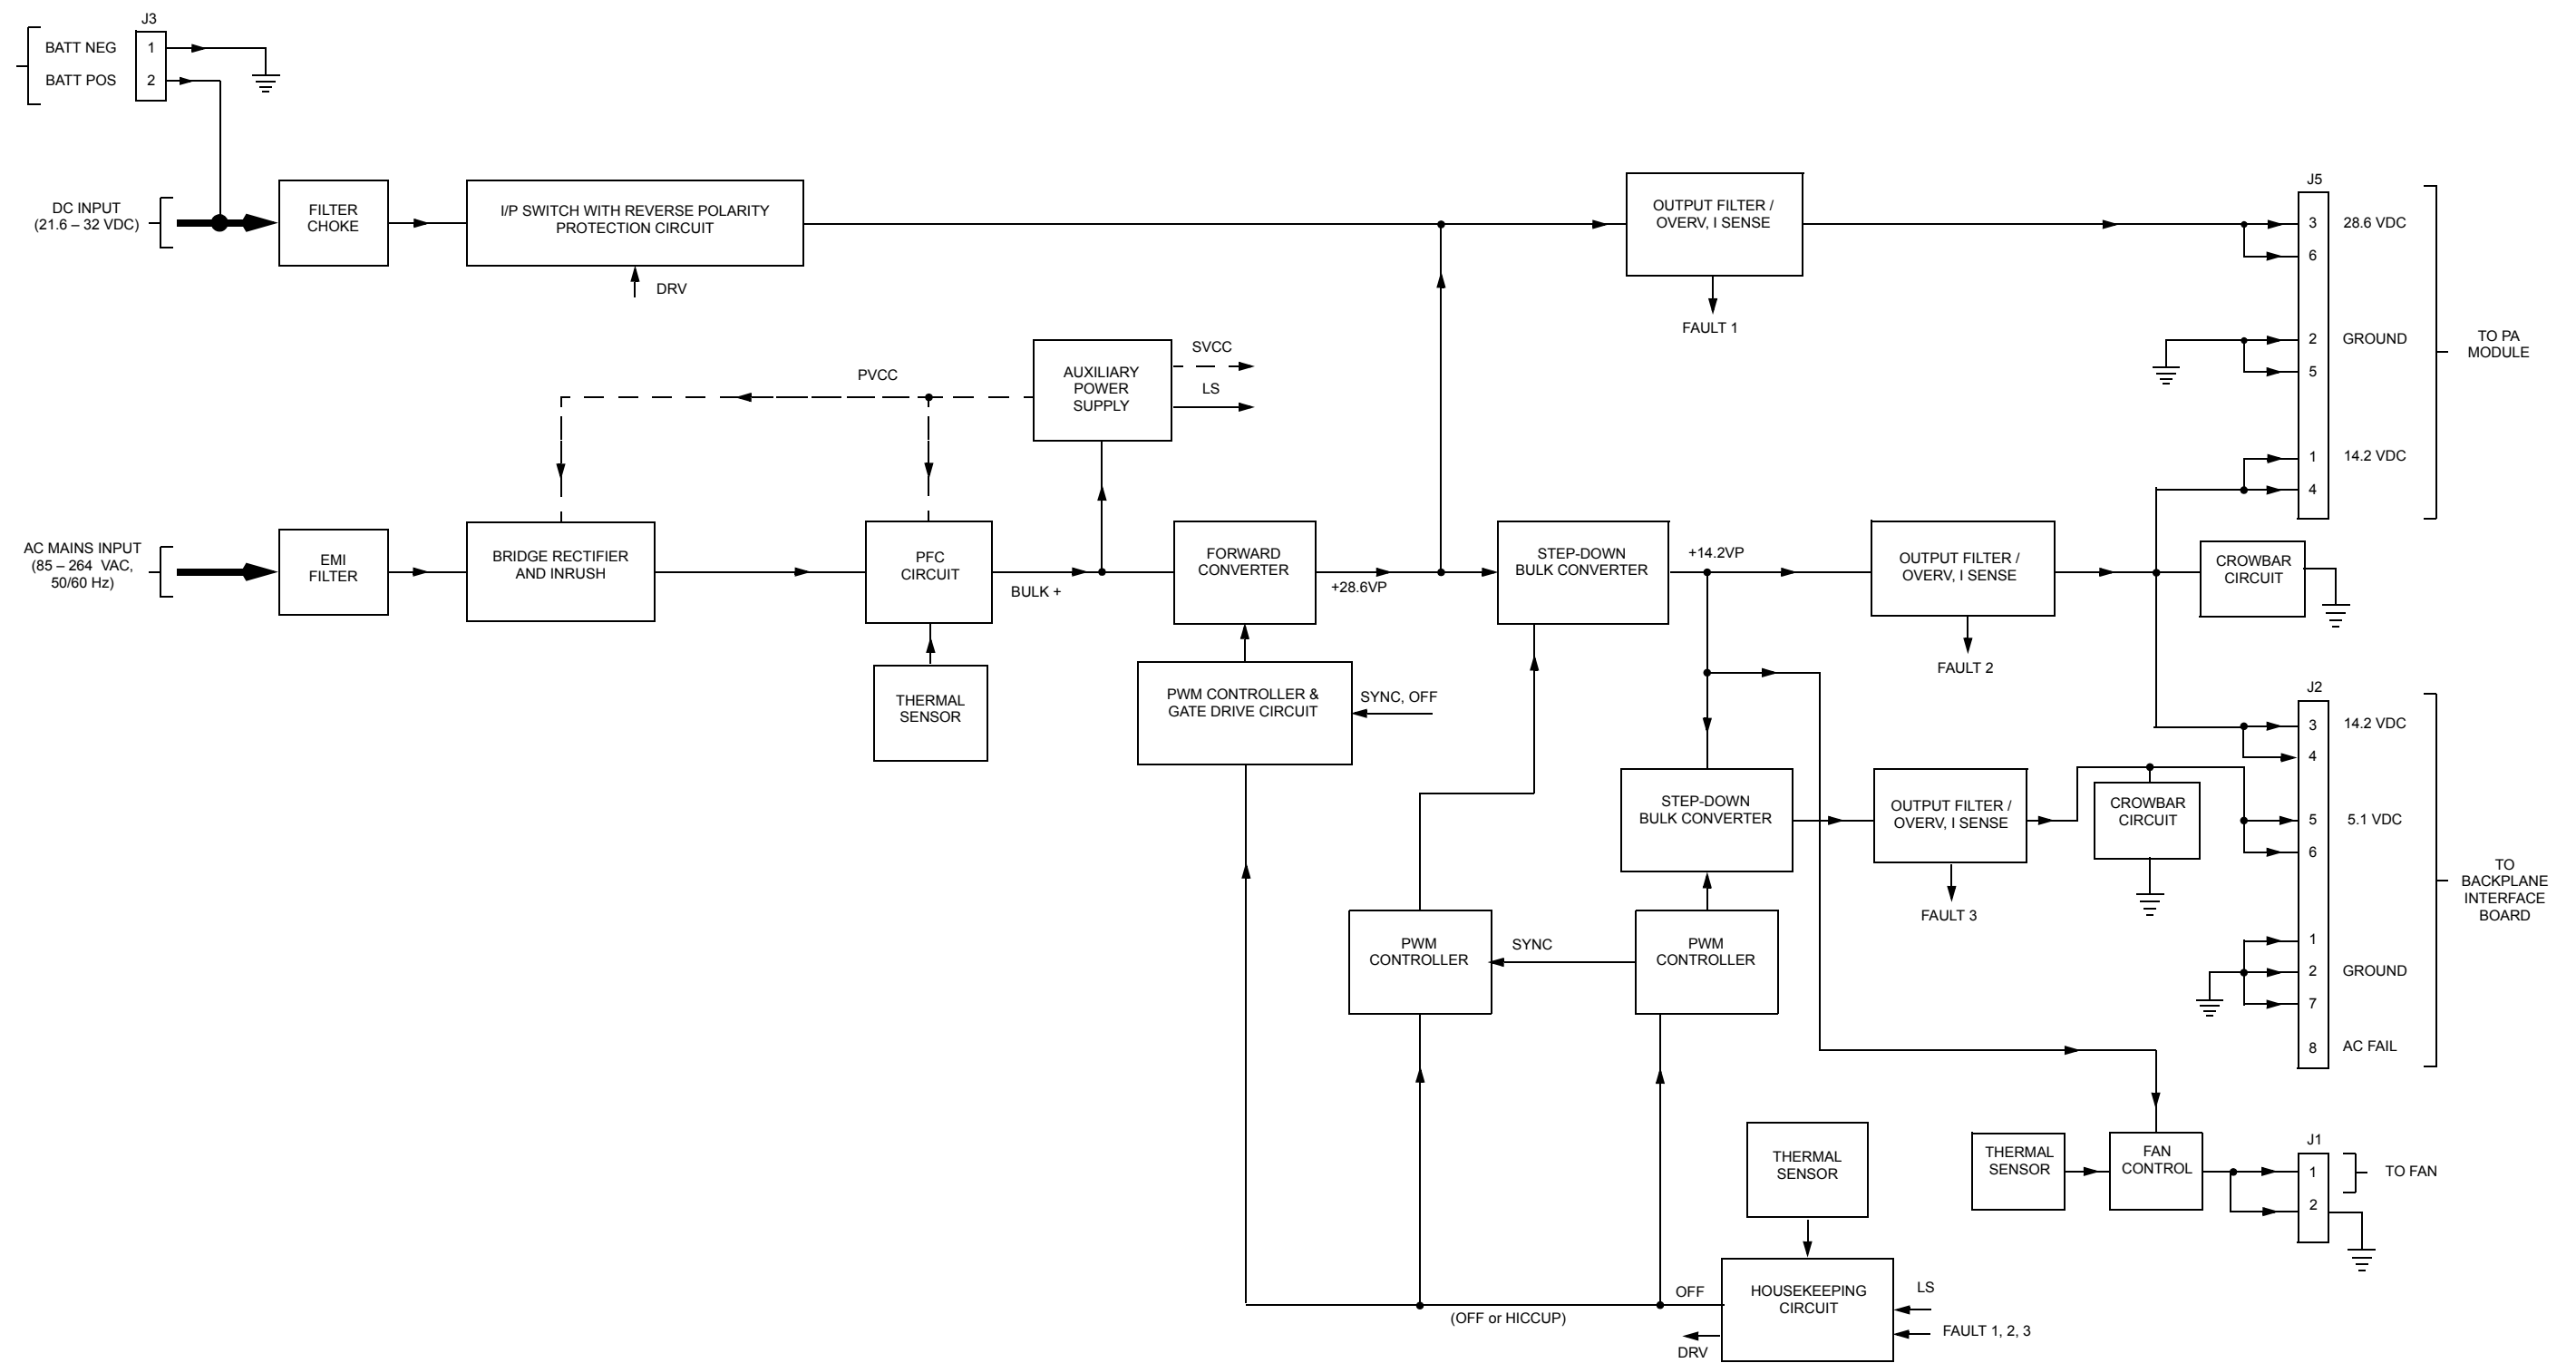 J3
BATT NEG
1
BATT POS
2
DC INPUT
(21.6 – 32 VDC)
FILTER
CHOKE
I/P SWITCH WITH REVERSE POLARITY
PROTECTION CIRCUIT
DRV
OUTPUT FILTER /
OVERV, I SENSE
FAULT 1
J5
3
28.6 VDC
6
2
GROUND
5
1
14.2 VDC
4
TO PA
MODULE
PVCC
AUXILIARY
POWER
SUPPLY
SVCC
LS
AC MAINS INPUT
(85 – 264 VAC,
50/60 Hz)
EMI
FILTER
BRIDGE RECTIFIER
AND INRUSH
PFC
CIRCUIT
BULK +
THERMAL
SENSOR
FORWARD
CONVERTER
+28.6VP
PWM CONTROLLER &
GATE DRIVE CIRCUIT
SYNC, OFF
STEP-DOWN
BULK CONVERTER
+14.2VP
OUTPUT FILTER /
OVERV, I SENSE
FAULT 2
CROWBAR
CIRCUIT
STEP-DOWN
BULK CONVERTER
OUTPUT FILTER /
OVERV, I SENSE
FAULT 3
CROWBAR
CIRCUIT
J2
3
14.2 VDC
4
5
5.1 VDC
6
1
2
GROUND
7
8
AC FAIL
TO
BACKPLANE
INTERFACE
BOARD
PWM
CONTROLLER
SYNC
PWM
CONTROLLER
THERMAL
SENSOR
THERMAL
SENSOR
FAN
CONTROL
J1
1
2
TO FAN
HOUSEKEEPING
CIRCUIT
OFF
(OFF or HICCUP)
DRV
LS
FAULT 1, 2, 3